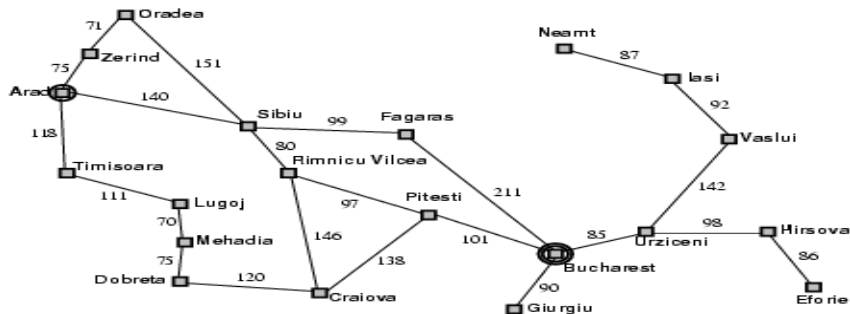 Oradea
71
Neamt
Zerind
87
151
Iasi
75
Arad
140
92
Sibiu
Fagaras
99
118
Vaslui
80
Timisoara
Rimnicu Vilcea
142
111
211
Lugoj
97
Pitesti
70
98
Hirsova
146
85
Urziceni
Mehadia
101
138
86
75
Bucharest
120
Dobreta
90
Craiova
Eforie
Giurgiu